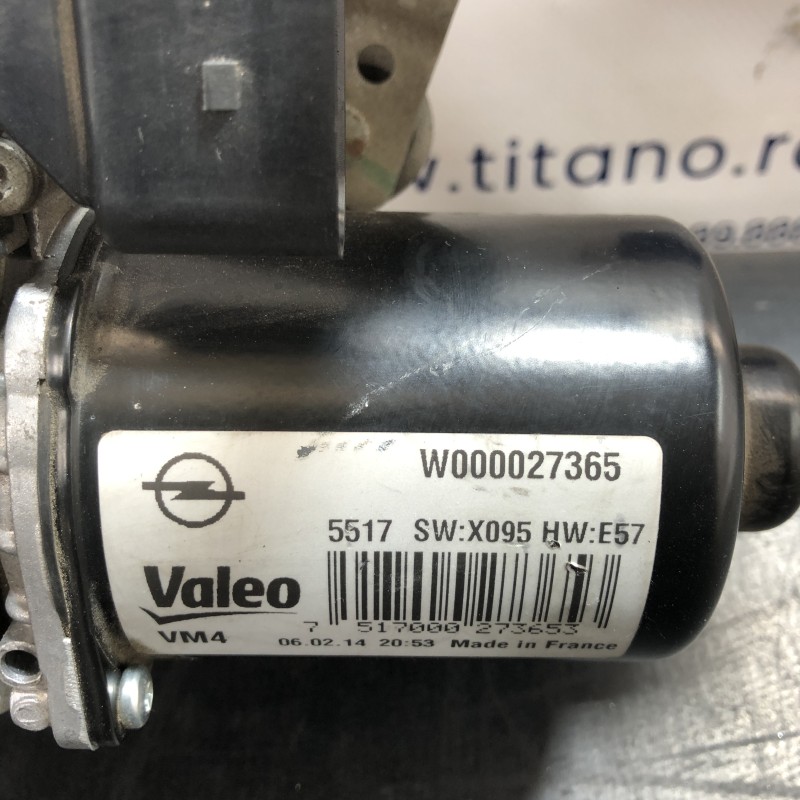 w.titano.r
W000027365
5517 SW:X095 HW:E57
Valeo
7 517000 273653
VM4 06.02.14 20:53 Made in France